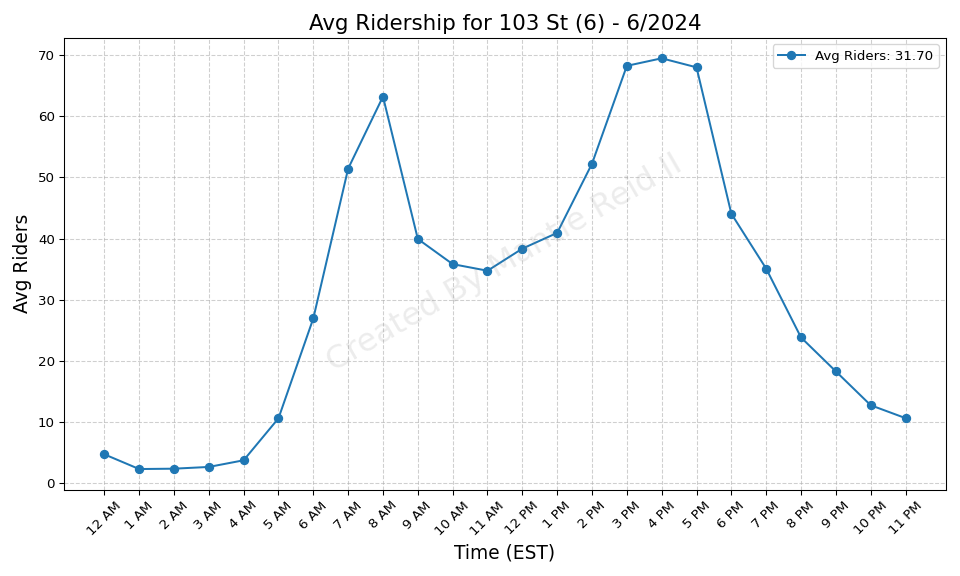 Avg Ridership for 103 St (6) - 6/2024
Avg Riders: 31.70
Avg Riders
70
60
50
40
30
20
10
0
Created By Mantie Reid II
12 AM
1 AM
2 AM
3 AM
4 AM
5 AM
6 AM
7 AM
8 AM
9 AM
10 AM
11 AM
12 PM
1 PM
2 PM
3 PM
4 PM
5 PM
6 PM
7 PM
8 PM
9 PM
10 PM
11 PM
Time (EST)